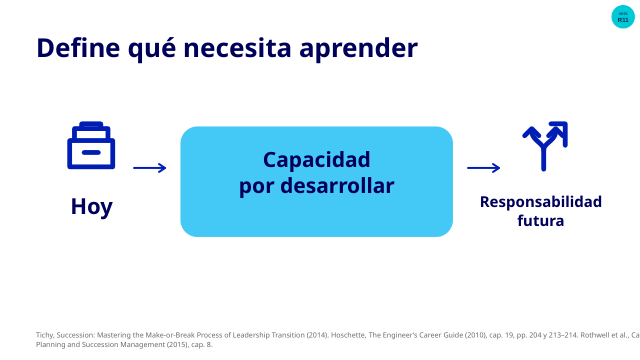 R11
Define qué necesita aprender
Capacidad
por desarrollar
Hoy
Responsabilidad
futura
Tichy, Succession: Mastering the Make-or-Break Process of Leadership Transition (2014). Hoschette, The Engineer's Career Guide (2010), cap. 19, pp. 204 y 213–214. Rothwell et al., Ca
Planning and Succession Management (2015), cap. 8.